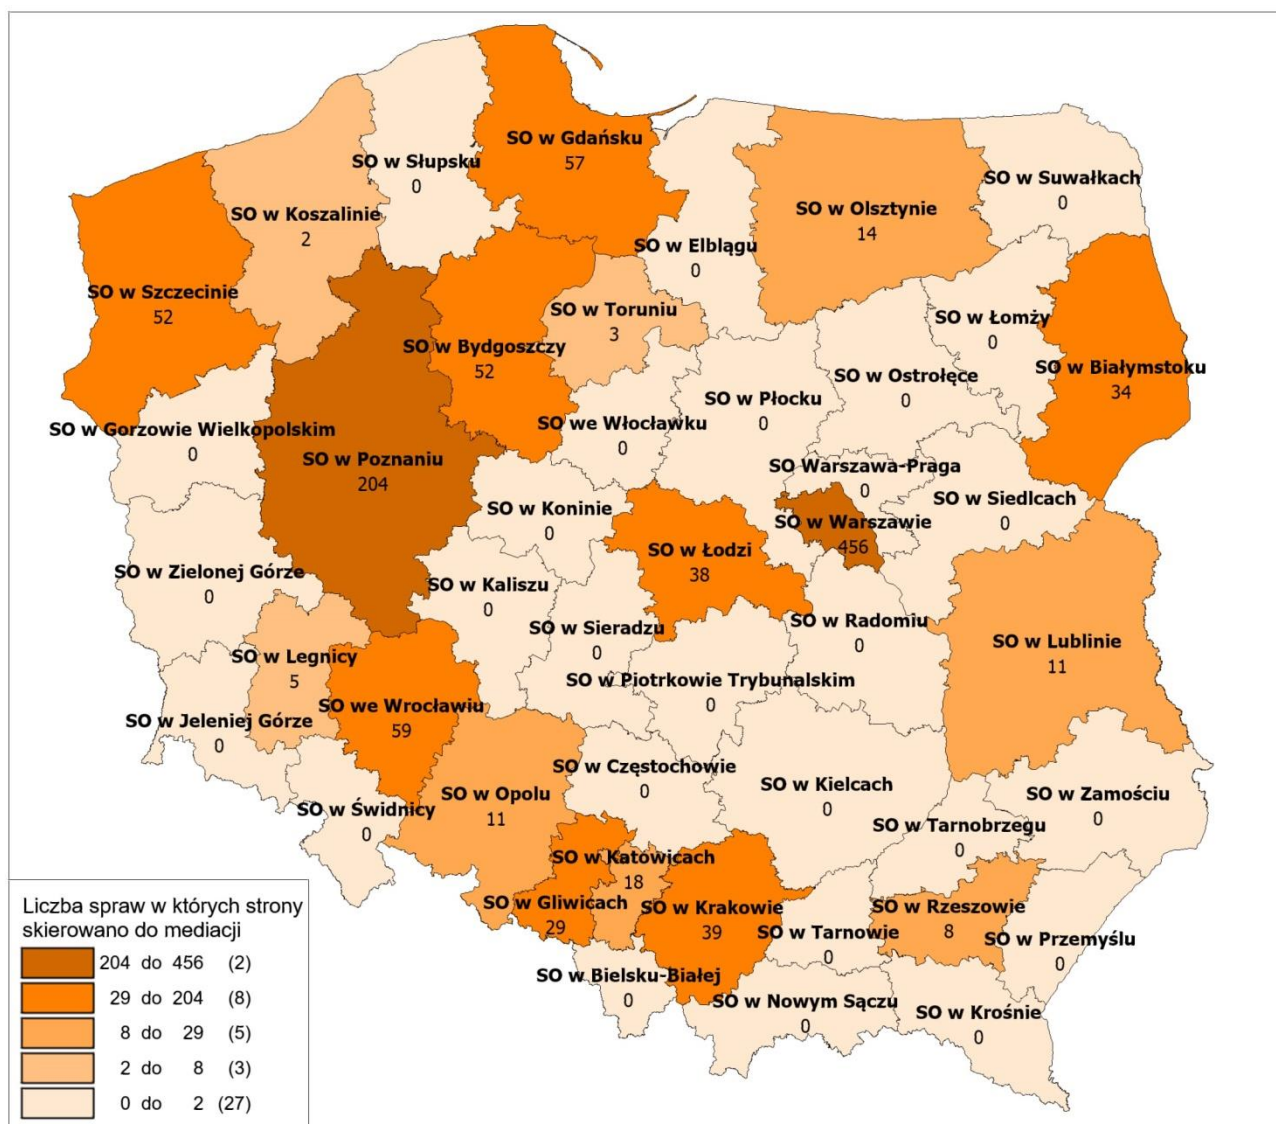 SO w Gdańsku
57
SO w Słupsku
0
SO w Suwałkach
0
SO w Koszalinie
2
SO w Olsztynie
14
SO w Elblągu
0
SO w Szczecinie
52
SO w Toruniu
3
SO w Łomży
0
SO w Bydgoszczy
52
SO w Białymstoku
34
SO w Ostrołęce
0
SO w Płocku
0
SO we Włocławku
0
SO w Gorzowie Wielkopolskim
0
SO w Poznaniu
204
SO Warszawa-Praga
0
SO w Siedlcach
0
SO w Koninie
0
SO w Warszawie
456
SO w Łodzi
38
SO w Zielonej Górze
0
SO w Kaliszu
0
SO w Radomiu
0
SO w Sieradzu
0
SO w Lublinie
11
SO w Legnicy
5
SO w Piotrkowie Trybunalskim
0
SO we Wrocławiu
59
SO w Jeleniej Górze
0
SO w Częstochowie
0
SO w Kielcach
0
SO w Opolu
11
SO w Zamościu
0
SO w Świdnicy
0
SO w Tarnobrzegu
0
SO w Katowicach
18
SO w Gliwicach
29
SO w Krakowie
39
SO w Rzeszowie
8
SO w Tarnowie
0
SO w Przemyślu
0
SO w Bielsku-Białej
0
SO w Nowym Sączu
0
SO w Krośnie
0
Liczba spraw w których strony
skierowano do mediacji
204 do 456 (2)
29 do 204 (8)
8 do 29 (5)
2 do 8 (3)
0 do 2 (27)